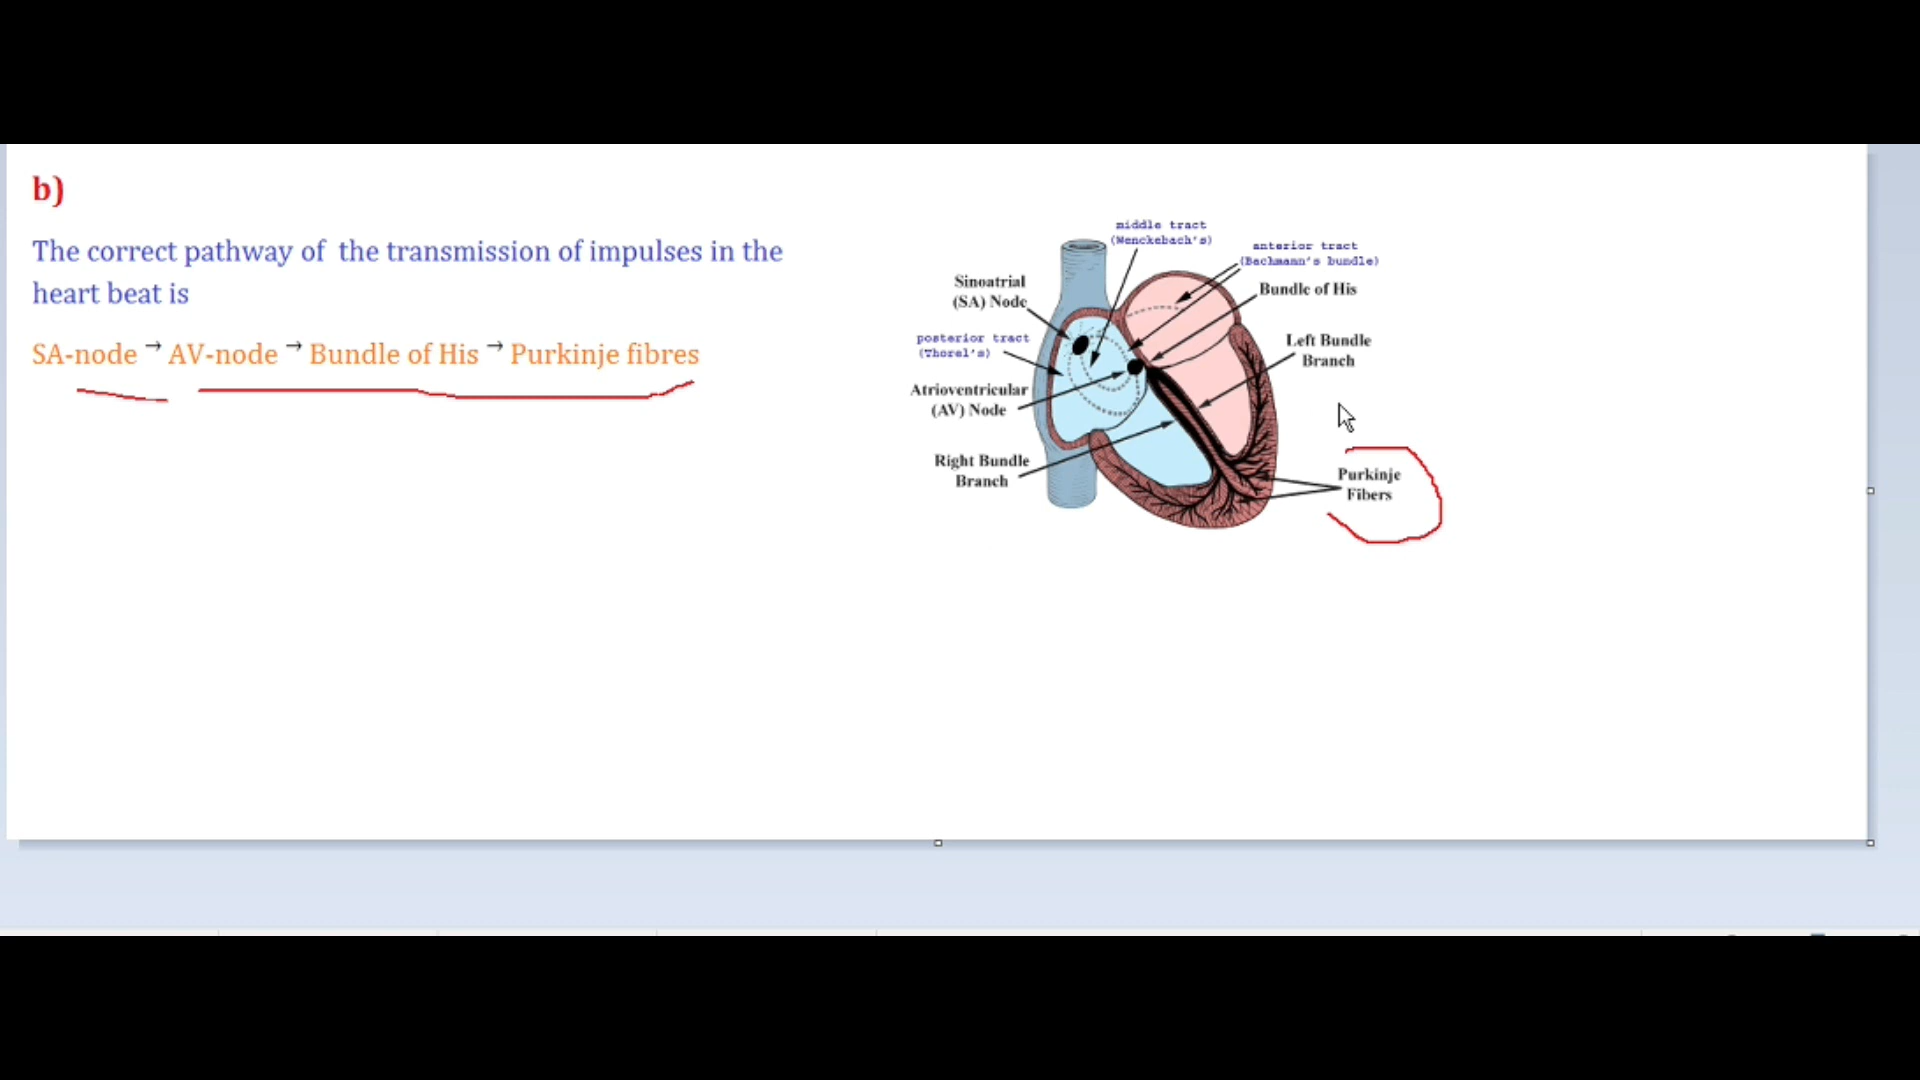 b)
The correct pathway of the transmission of impulses in the
heart beat is
SA-node → AV-node → Bundle of His → Purkinje fibres
middle tract
(Wenckebach's)
anterior tract
(Bachmann's bundle)
Sinoatrial
(SA) Node
Bundle of His
posterior tract
(Thorel's)
Left Bundle
Branch
Atrioventricular
(AV) Node
Right Bundle
Branch
Purkinje
Fibers